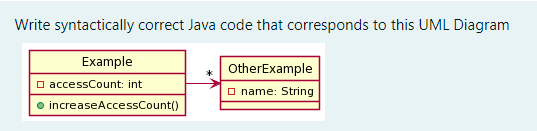 Write syntactically correct Java code that corresponds to this UML Diagram
Example
accessCount: int
increaseAccessCount()
*
OtherExample
name: String